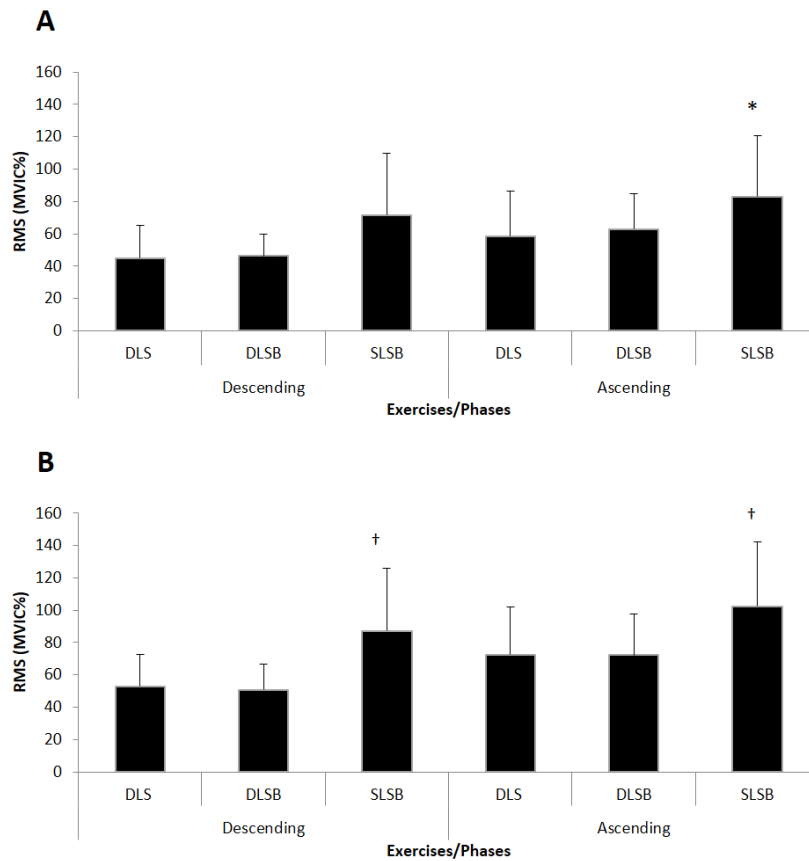 A
160
140
120
100
80
60
40
20
0
RMS (MVIC%)
*
DLS DLSB SLSB DLS DLSB SLSB
Descending Ascending
Exercises/Phases
B
160
140
120
100
80
60
40
20
0
RMS (MVIC%)
† †
DLS DLSB SLSB DLS DLSB SLSB
Descending Ascending
Exercises/Phases